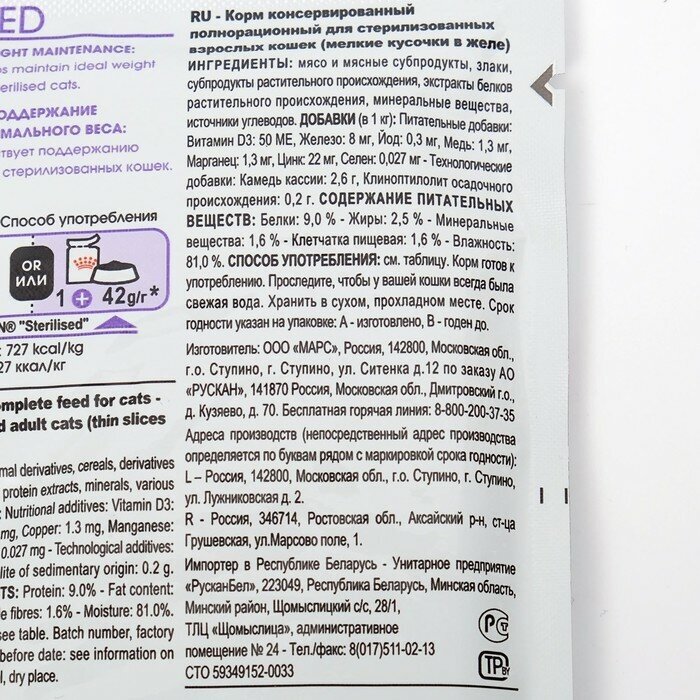 ED
GHT MAINTENANCE:
ps maintain ideal weight
erilised cats.
ОДДЕРЖАНИЕ
МАЛЬНОГО ВЕСА:
твует поддержанию
стерилизованных кошек.
Способ употребления
OR
ИЛИ
1 + 42g/г*
N® "Sterilised"
: 727 kcal/kg
27 ккал/кг
omplete feed for cats -
d adult cats (thin slices
mal derivatives, cereals, derivatives
protein extracts, minerals, various
: Nutritional additives: Vitamin D3:
mg, Copper: 1.3 mg, Manganese:
0.027 mg - Technological additives:
lite of sedimentary origin: 0.2 g.
TS: Protein: 9.0% - Fat content:
e fibres: 1.6% - Moisture: 81.0%.
see table. Batch number, factory
before date: see information on
l, dry place.
RU - Корм консервированный
полнорационный для стерилизованных
взрослых кошек (мелкие кусочки в желе)
ИНГРЕДИЕНТЫ: мясо и мясные субпродукты, злаки,
субпродукты растительного происхождения, экстракты белков
растительного происхождения, минеральные вещества,
источники углеводов. ДОБАВКИ (в 1 кг): Питательные добавки:
Витамин D3: 50 ME, Железо: 8 мг, Йод: 0,3 мг, Медь: 1,3 мг,
Марганец: 1,3 мг, Цинк: 22 мг, Селен: 0,027 мг - Технологические
добавки: Камедь кассии: 2,6 г, Клиноптилолит осадочного
происхождения: 0,2 г. СОДЕРЖАНИЕ ПИТАТЕЛЬНЫХ
ВЕЩЕСТВ: Белки: 9,0 % - Жиры: 2,5 % - Минеральные
вещества: 1,6 % - Клетчатка пищевая: 1,6 % - Влажность:
81,0 %. СПОСОБ УПОТРЕБЛЕНИЯ: см. таблицу. Корм готов к
употреблению. Проследите, чтобы у вашей кошки всегда была
свежая вода. Хранить в сухом, прохладном месте. Срок
годности указан на упаковке: А - изготовлено, В - годен до.
Изготовитель: ООО «МАРС», Россия, 142800, Московская обл.,
г.о. Ступино, г. Ступино, ул. Ситенка д.12 по заказу АО
«РУСКАН», 141870 Россия, Московская обл., Дмитровский г.о.,
д. Кузяево, д. 70. Бесплатная горячая линия: 8-800-200-37-35
Адреса производств (непосредственный адрес производства
определяется по буквам рядом с маркировкой срока годности):
L – Россия, 142800, Московская обл., г.о. Ступино, г. Ступино,
ул. Лужниковская д. 2.
R - Россия, 346714, Ростовская обл., Аксайский р-н, ст-ца
Грушевская, ул.Марсово поле, 1.
Импортер в Республике Беларусь - Унитарное предприятие
«РусканБел», 223049, Республика Беларусь, Минская область,
Минский район, Щомыслицкий с/с, 28/1,
ТЛЦ «Щомыслица», административное
помещение № 24 - Тел./факс: 8(017)511-02-13
СТО 59349152-0033
TP BY